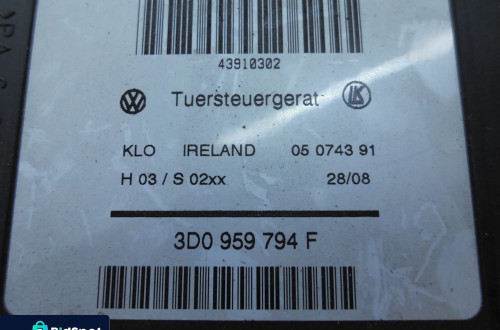 43910302
Tuersteuergerat
KLO IRELAND 05 0743 91
H 03 / S 02xx 28/08
3D0 959 794 F